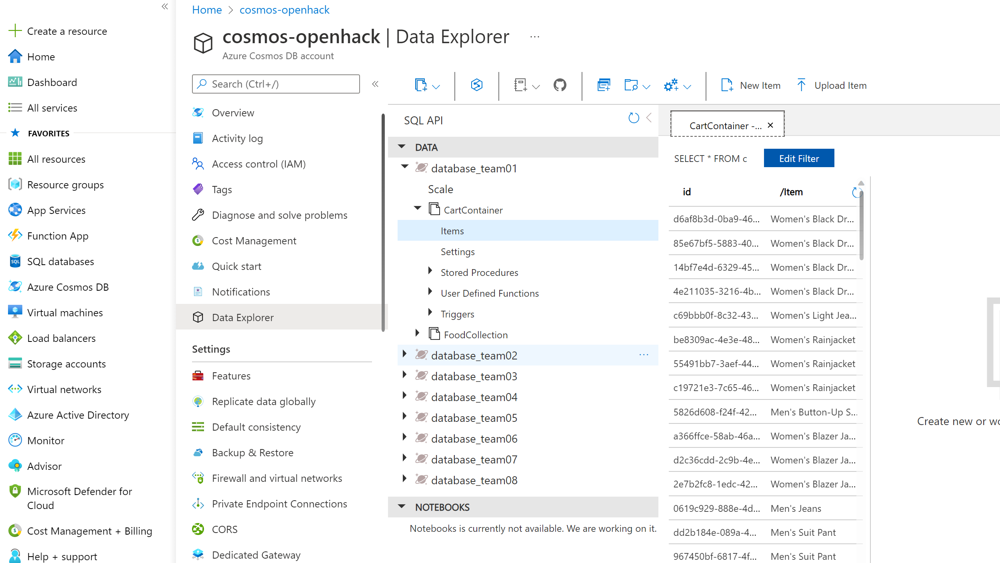 Home > cosmos-openhack
cosmos-openhack | Data Explorer ...
Azure Cosmos DB account
Create a resource
Home
Dashboard
All services
FAVORITES
All resources
Resource groups
App Services
Function App
SQL databases
Azure Cosmos DB
Virtual machines
Load balancers
Storage accounts
Virtual networks
Azure Active Directory
Monitor
Advisor
Microsoft Defender for
Cloud
Cost Management + Billing
Help + support
Search (Ctrl+/)
Overview
Activity log
Access control (IAM)
Tags
Diagnose and solve problems
Cost Management
Quick start
Notifications
Data Explorer
Settings
Features
Replicate data globally
Default consistency
Backup & Restore
Firewall and virtual networks
Private Endpoint Connections
CORS
Dedicated Gateway
New Item
Upload Item
SQL API
DATA
database_team01
Scale
CartContainer
Items
Settings
Stored Procedures
User Defined Functions
Triggers
FoodCollection
database_team02 ...
database_team03
database_team04
database_team05
database_team06
database_team07
database_team08
NOTEBOOKS
Notebooks is currently not available. We are working on it.
CartContainer -...
SELECT * FROM c
Edit Filter
id /Item
d6af8b3d-0ba9-46... Women's Black Dr...
85e67bf5-5883-40... Women's Black Dr...
14bf7e4d-6329-45... Women's Black Dr...
4e211035-3216-4b... Women's Black Dr...
c69bbb0f-8c32-43... Women's Light Jea...
be8309ac-4e3e-48... Women's Rainjacket
55491bb7-3aef-44... Women's Rainjacket
c19721e3-7c65-46... Women's Rainjacket
5826d608-f24f-42... Men's Button-Up S...
a366ffce-58ab-46a... Women's Blazer Ja...
d2c36cdd-2c9b-4e... Women's Blazer Ja...
2e7b2fc8-1edc-42... Women's Blazer Ja...
0619c929-888e-4d... Men's Jeans
dd2b184e-089a-4... Men's Suit Pant
967450bf-6817-4f... Men's Suit Pant
Create new or